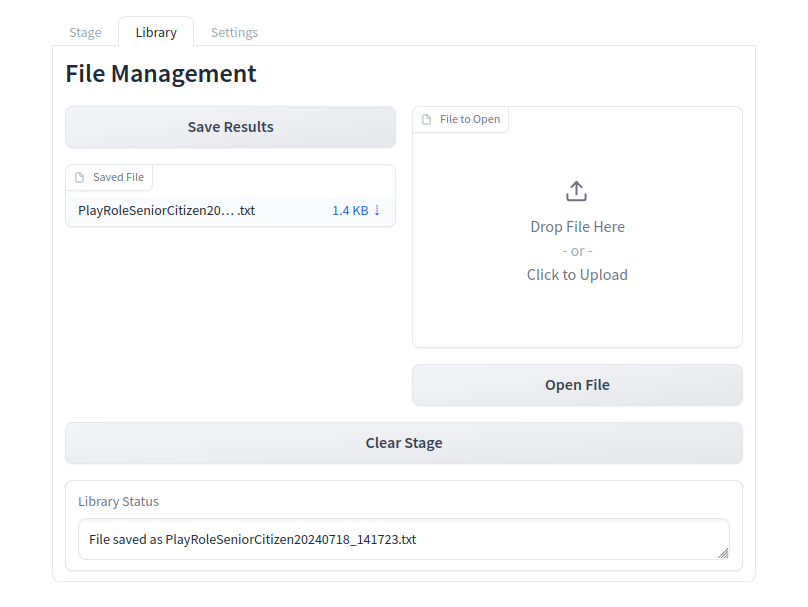 Stage Library Settings
File Management
Save Results
Saved File
PlayRoleSeniorCitizen20... .txt 1.4 KB ⇣
File to Open
Drop File Here
- or -
Click to Upload
Open File
Clear Stage
Library Status
File saved as PlayRoleSeniorCitizen20240718_141723.txt